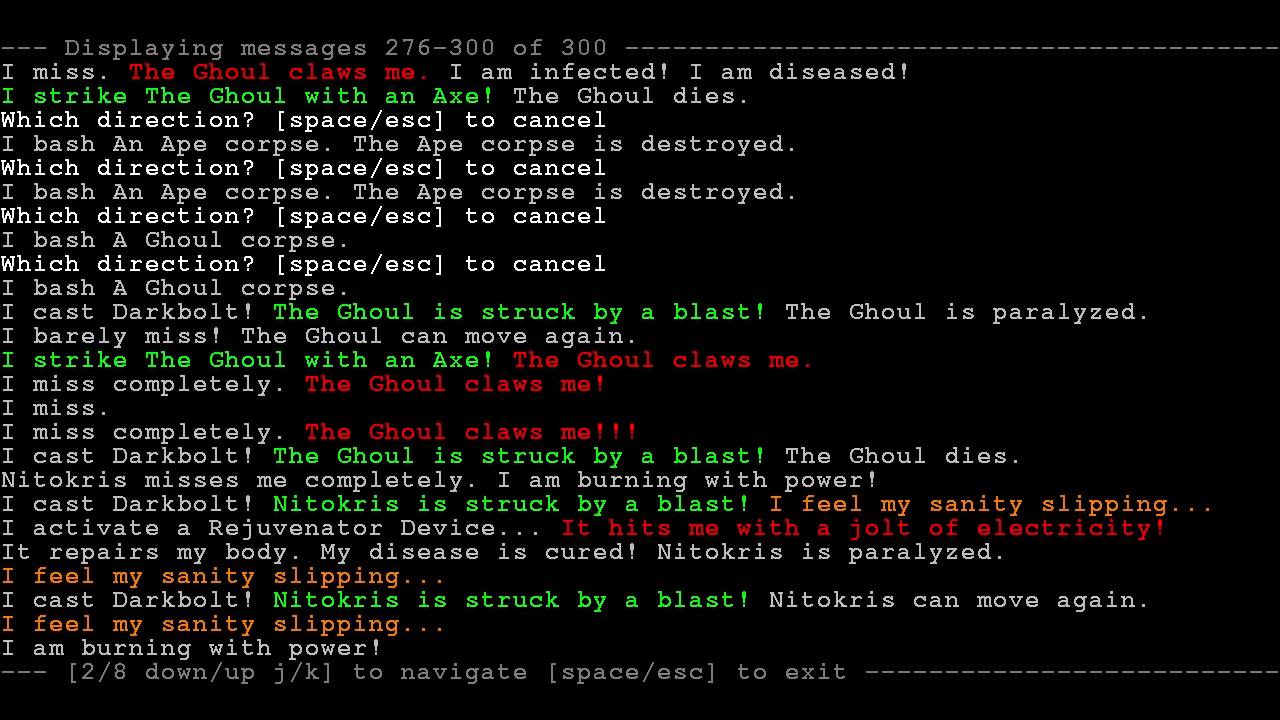 --- Displaying messages 276-300 of 300 -----------------------------------------
I miss. The Ghoul claws me. I am infected! I am diseased!
I strike The Ghoul with an Axe! The Ghoul dies.
Which direction? [space/esc] to cancel
I bash An Ape corpse. The Ape corpse is destroyed.
Which direction? [space/esc] to cancel
I bash An Ape corpse. The Ape corpse is destroyed.
Which direction? [space/esc] to cancel
I bash A Ghoul corpse.
Which direction? [space/esc] to cancel
I bash A Ghoul corpse.
I cast Darkbolt! The Ghoul is struck by a blast! The Ghoul is paralyzed.
I barely miss! The Ghoul can move again.
I strike The Ghoul with an Axe! The Ghoul claws me.
I miss completely. The Ghoul claws me!
I miss.
I miss completely. The Ghoul claws me!!!
I cast Darkbolt! The Ghoul is struck by a blast! The Ghoul dies.
Nitokris misses me completely. I am burning with power!
I cast Darkbolt! Nitokris is struck by a blast! I feel my sanity slipping...
I activate a Rejuvenator Device... It hits me with a jolt of electricity!
It repairs my body. My disease is cured! Nitokris is paralyzed.
I feel my sanity slipping...
I cast Darkbolt! Nitokris is struck by a blast! Nitokris can move again.
I feel my sanity slipping...
I am burning with power!
--- [2/8 down/up j/k] to navigate [space/esc] to exit --------------------------